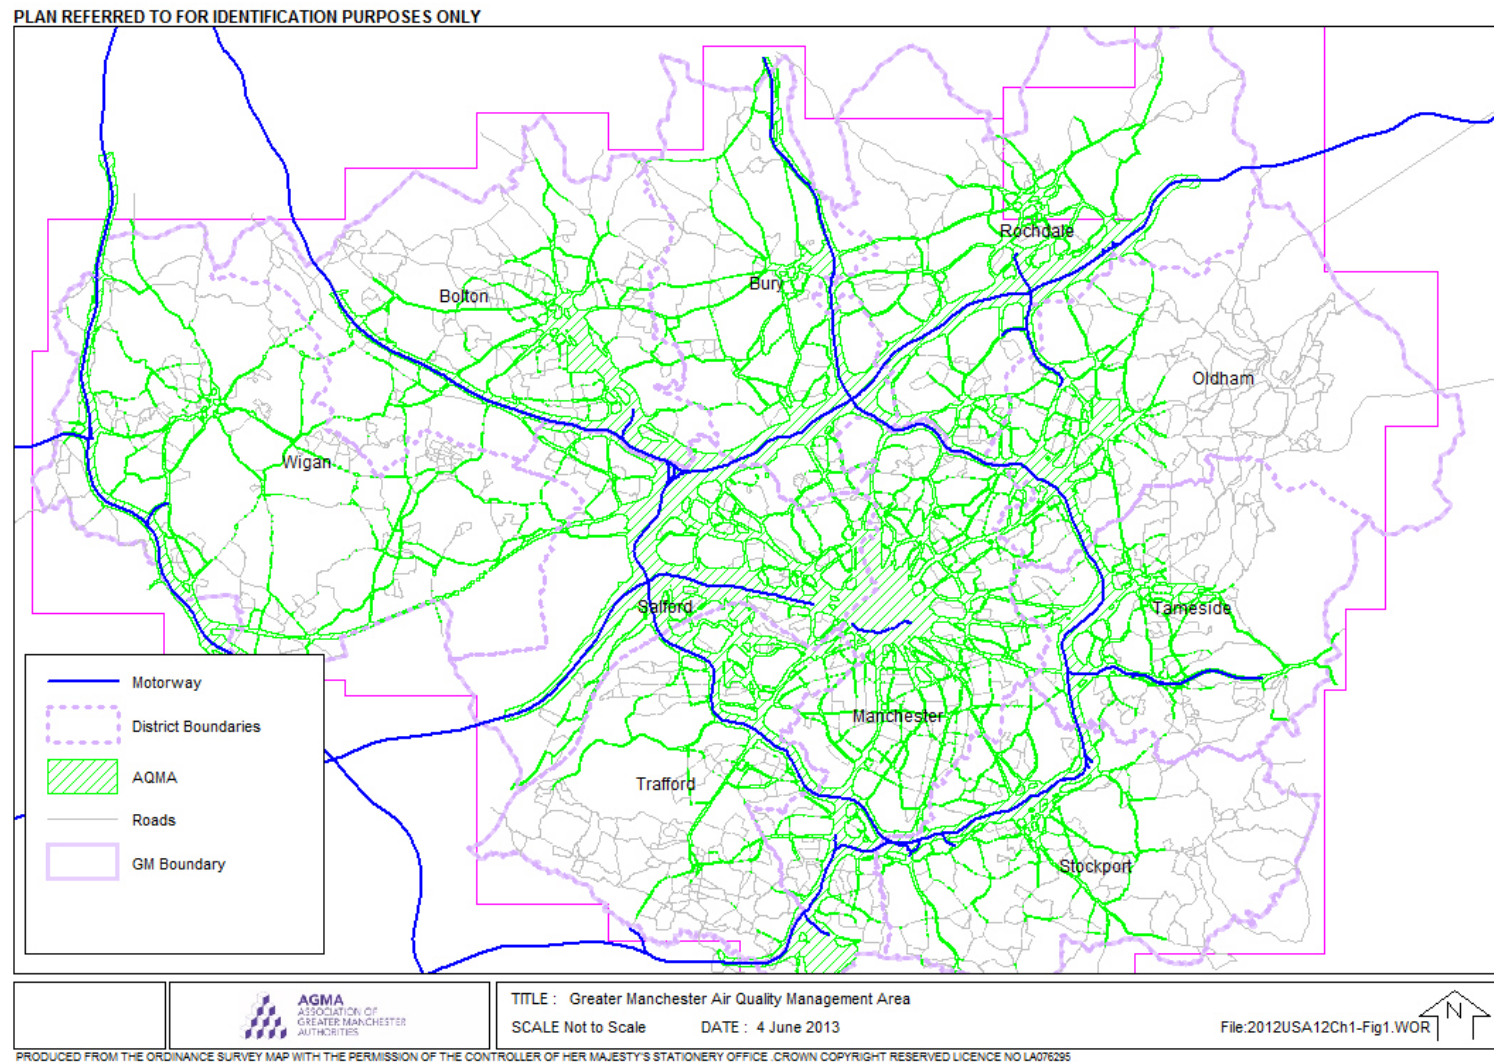 PLAN REFERRED TO FOR IDENTIFICATION PURPOSES ONLY
Rochdale
Bury
Bolton
Oldham
Wigan
Salford
Tameside
Manchester
Trafford
Stockport
Motorway
District Boundaries
AQMA
Roads
GM Boundary
AGMA
ASSOCIATION OF
GREATER MANCHESTER
AUTHORITIES
TITLE : Greater Manchester Air Quality Management Area
SCALE Not to Scale DATE : 4 June 2013
File:2012USA12Ch1-Fig1.WOR
N
PRODUCED FROM THE ORDINANCE SURVEY MAP WITH THE PERMISSION OF THE CONTROLLER OF HER MAJESTY'S STATIONERY OFFICE .CROWN COPYRIGHT RESERVED LICENCE NO LA076295